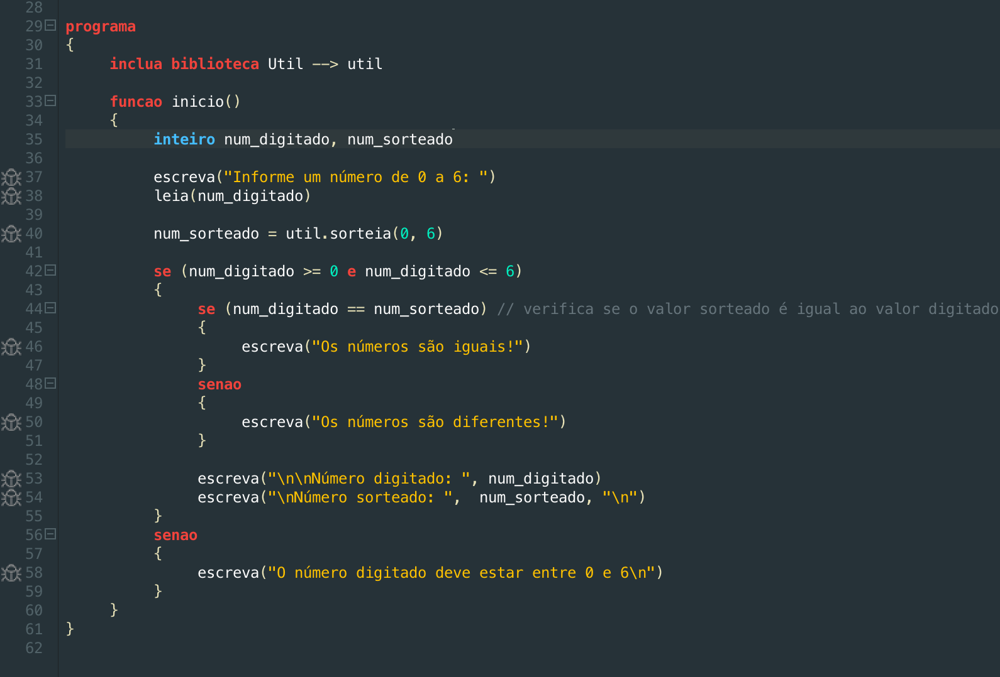 28
29 programa
30 {
31 inclua biblioteca Util --> util
32
33 funcao inicio()
34 {
35 inteiro num_digitado, num_sorteado
36
37 escreva("Informe um número de 0 a 6: ")
38 leia(num_digitado)
39
40 num_sorteado = util.sorteia(0, 6)
41
42 se (num_digitado >= 0 e num_digitado <= 6)
43 {
44 se (num_digitado == num_sorteado) // verifica se o valor sorteado é igual ao valor digitado
45 {
46 escreva("Os números são iguais!")
47 }
48 senao
49 {
50 escreva("Os números são diferentes!")
51 }
52
53 escreva("\n\nNúmero digitado: ", num_digitado)
54 escreva("\nNúmero sorteado: ",  num_sorteado, "\n")
55 }
56 senao
57 {
58 escreva("O número digitado deve estar entre 0 e 6\n")
59 }
60 }
61 }
62